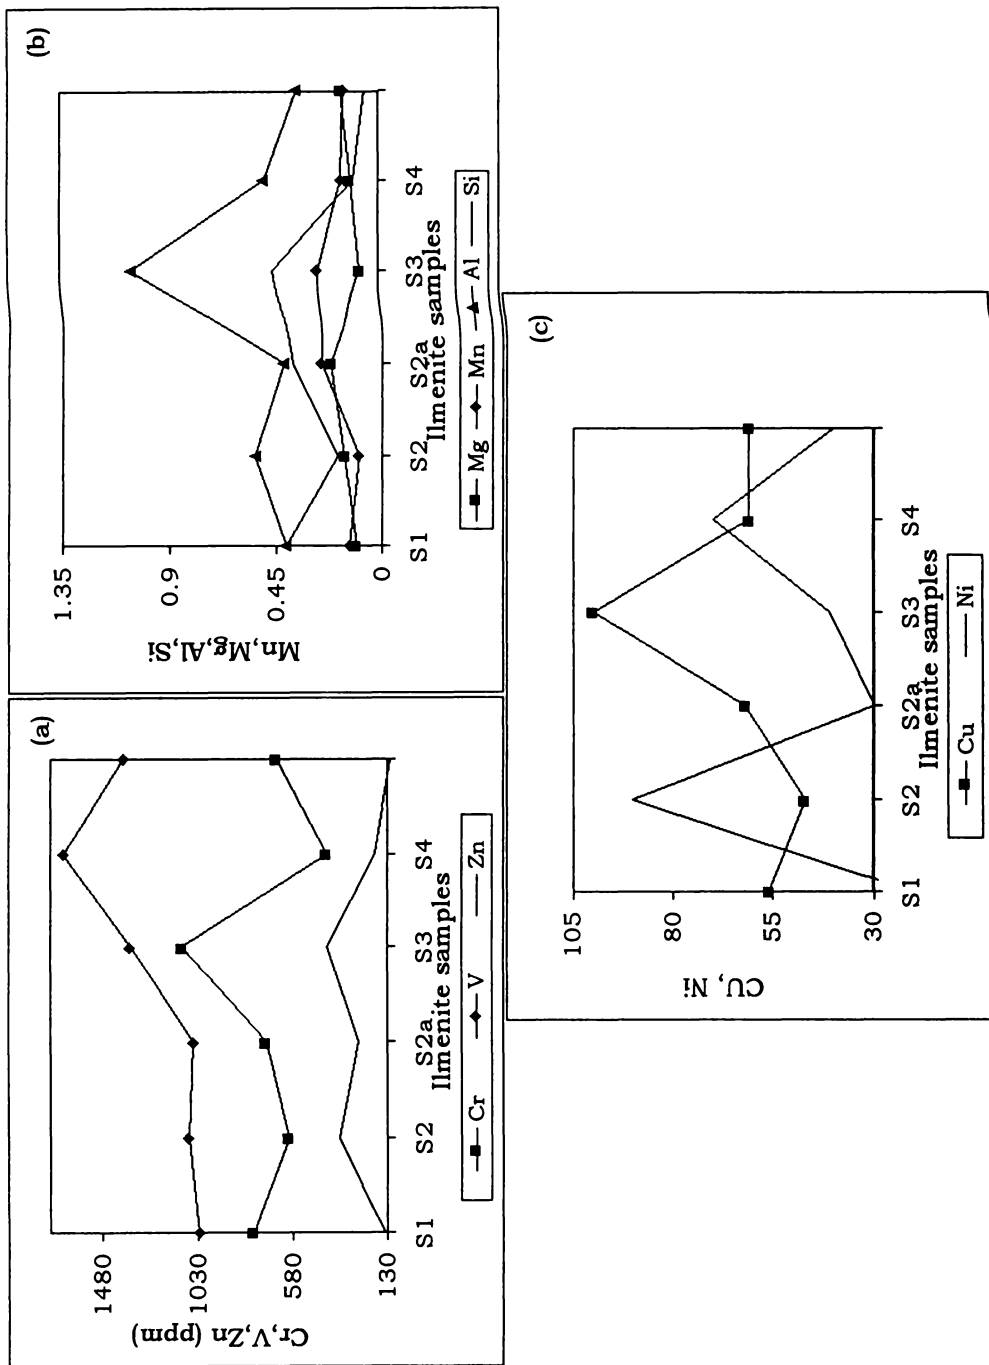 (a)
Cr,V,Zn (ppm)
1480
1030
580
130
S1 S2 S2a S3 S4
Ilmenite samples
Cr V Zn
(b)
Mn,Mg,Al,Si
1.35
0.9
0.45
0
S1 S2 S2a S3 S4
Ilmenite samples
Mg Mn Al Si
(c)
CU, Ni
105
80
55
30
S1 S2 S2a S3 S4
Ilmenite samples
Cu Ni